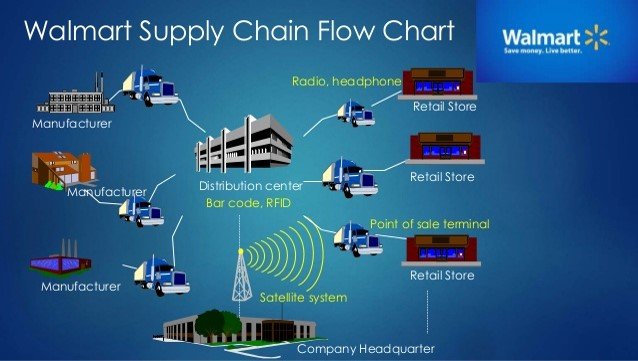 Walmart Supply Chain Flow Chart
Walmart
Save money. Live better.
Radio, headphone
Retail Store
Manufacturer
Retail Store
Manufacturer
Distribution center
Bar code, RFID
Point of sale terminal
Retail Store
Manufacturer
Satellite system
Company Headquarter